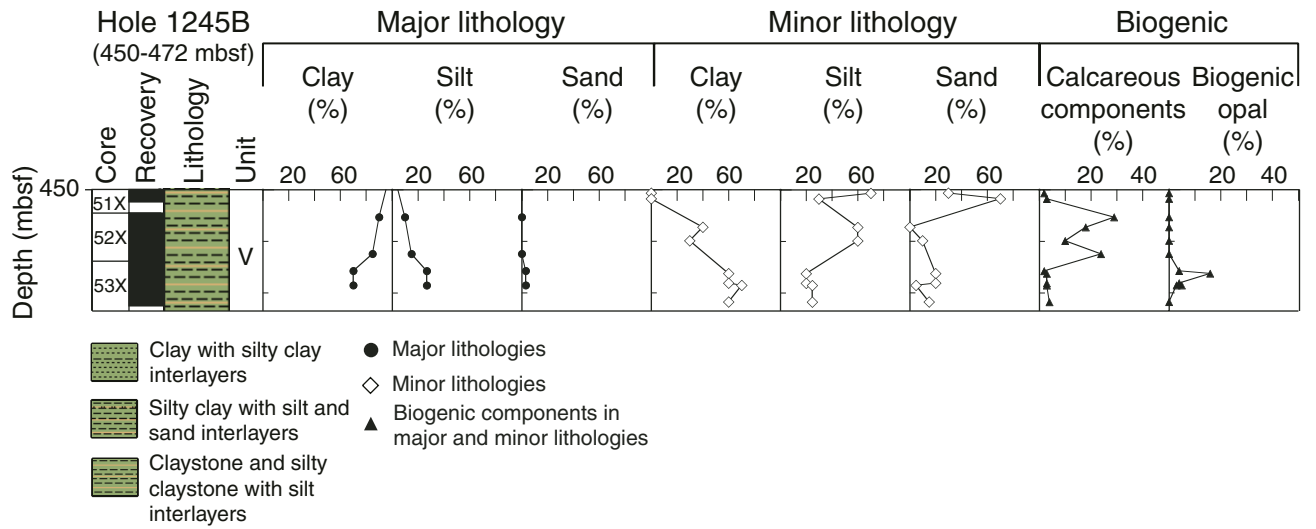 Hole 1245B
(450-472 mbsf)
Major lithology
Minor lithology
Biogenic
Clay
(%)
Silt
(%)
Sand
(%)
Clay
(%)
Silt
(%)
Sand
(%)
Calcareous
components
(%)
Biogenic
opal
(%)
Core
Recovery
Lithology
Unit
20 60 20 60 20 60 20 60 20 60 20 60 20 40 20 40
Depth (mbsf)
450
51X
52X
53X
V
Clay with silty clay
interlayers
Silty clay with silt and
sand interlayers
Claystone and silty
claystone with silt
interlayers
Major lithologies
Minor lithologies
Biogenic components in
major and minor lithologies